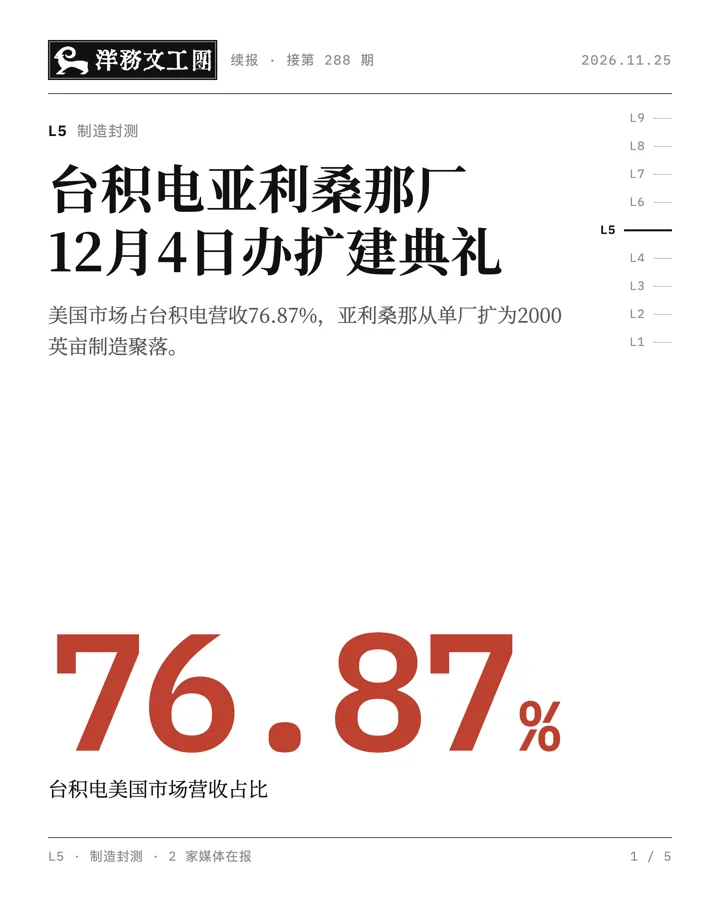 洋務文工團
续报 · 接第 288 期
2026.11.25
L5 制造封测
台积电亚利桑那厂
12月4日办扩建典礼
美国市场占台积电营收76.87%，亚利桑那从单厂扩为2000
英亩制造聚落。
L9
L8
L7
L6
L5
L4
L3
L2
L1
76.87%
台积电美国市场营收占比
L5 · 制造封测 · 2 家媒体在报
1 / 5